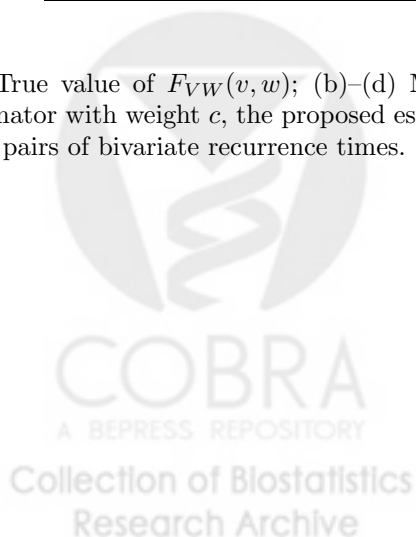 True value of F_{VW}(v, w); (b)–(d) M
nator with weight c, the proposed es
pairs of bivariate recurrence times.
COBRA
A BEPRESS REPOSITORY
Collection of Biostatistics
Research Archive